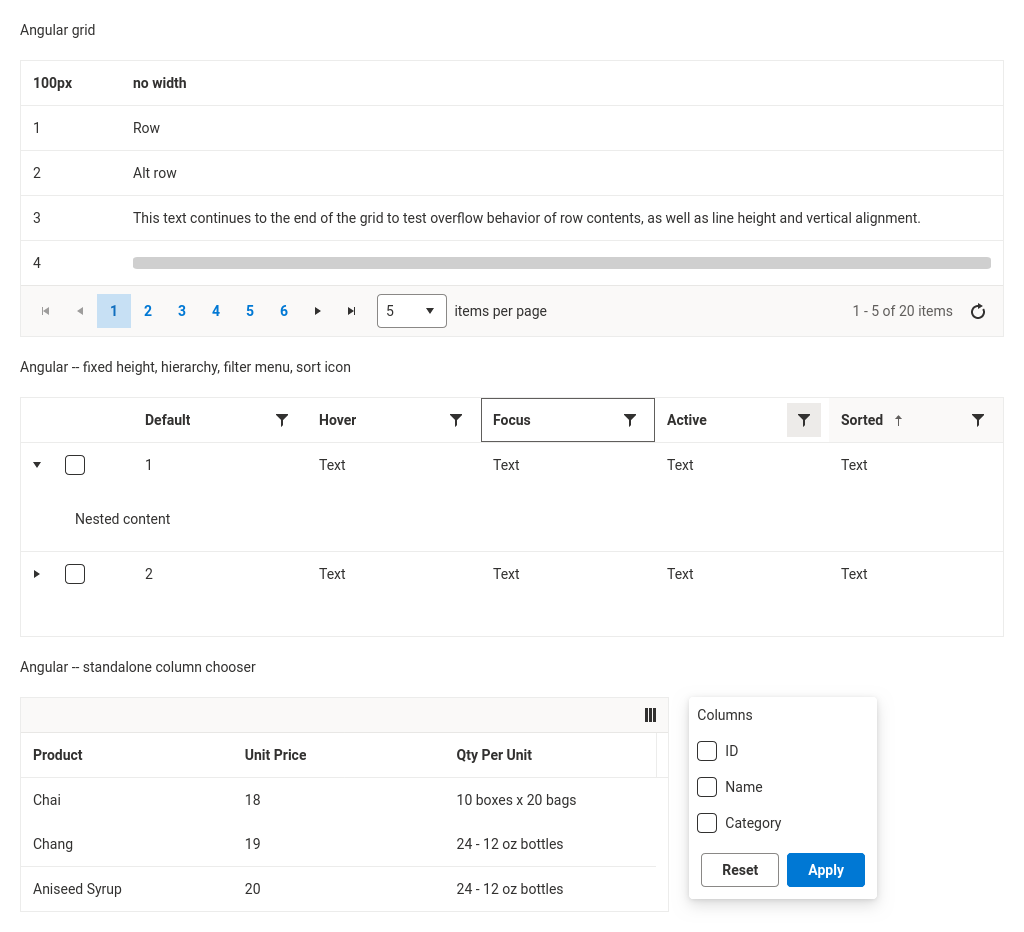 Angular grid
100px no width
1 Row
2 Alt row
3 This text continues to the end of the grid to test overflow behavior of row contents, as well as line height and vertical alignment.
4
1 2 3 4 5 6 5 items per page 1 - 5 of 20 items
Angular -- fixed height, hierarchy, filter menu, sort icon
Default Hover Focus Active Sorted
1 Text Text Text Text
Nested content
2 Text Text Text Text
Angular -- standalone column chooser
Product Unit Price Qty Per Unit
Chai 18 10 boxes x 20 bags
Chang 19 24 - 12 oz bottles
Aniseed Syrup 20 24 - 12 oz bottles
Columns
ID
Name
Category
Reset Apply